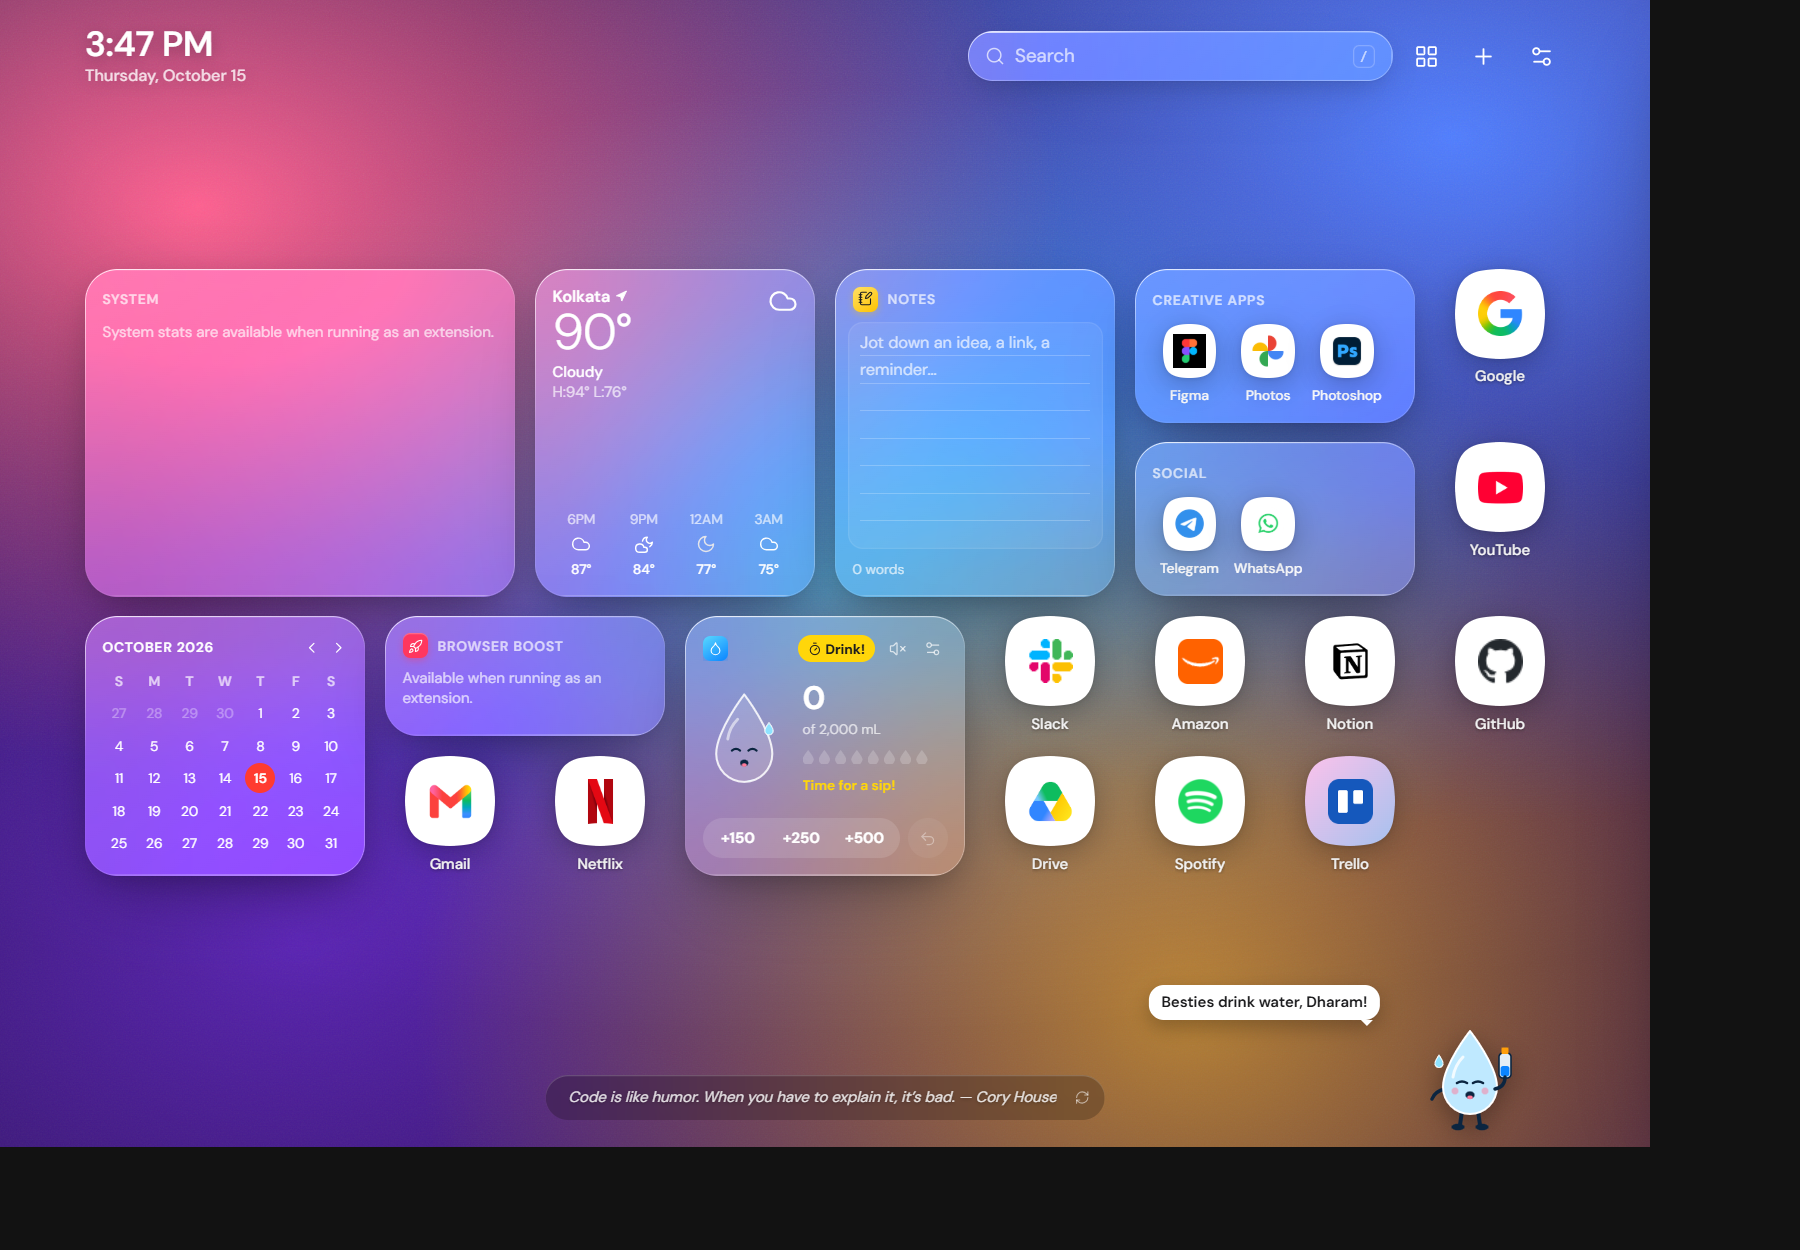 3:47 PM
Thursday, October 15
Search
/
SYSTEM
System stats are available when running as an extension.
Kolkata
90°
Cloudy
H:94° L:76°
6PM 9PM 12AM 3AM
87° 84° 77° 75°
NOTES
Jot down an idea, a link, a
reminder...
0 words
CREATIVE APPS
Ps
Figma Photos Photoshop
SOCIAL
Telegram WhatsApp
Google
YouTube
OCTOBER 2026
S M T W T F S
27 28 29 30 1 2 3
4 5 6 7 8 9 10
11 12 13 14 15 16 17
18 19 20 21 22 23 24
25 26 27 28 29 30 31
BROWSER BOOST
Available when running as an
extension.
Gmail
Netflix
Drink!
0
of 2,000 mL
Time for a sip!
+150 +250 +500
N
Slack Amazon Notion GitHub
Drive Spotify Trello
Besties drink water, Dharam!
Code is like humor. When you have to explain it, it's bad. — Cory House